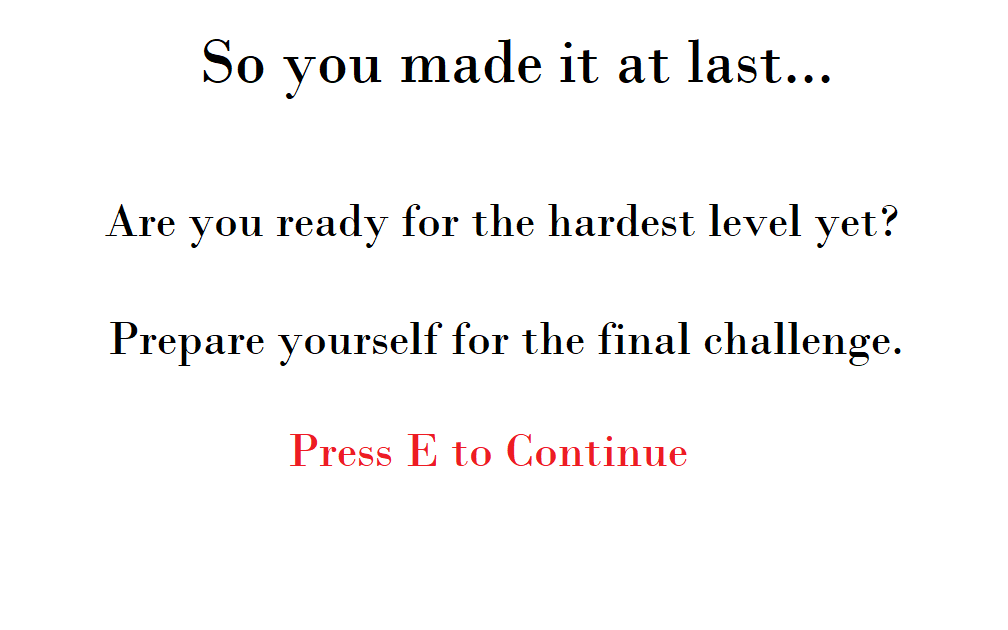 So you made it at last...
Are you ready for the hardest level yet?
Prepare yourself for the final challenge.
Press E to Continue